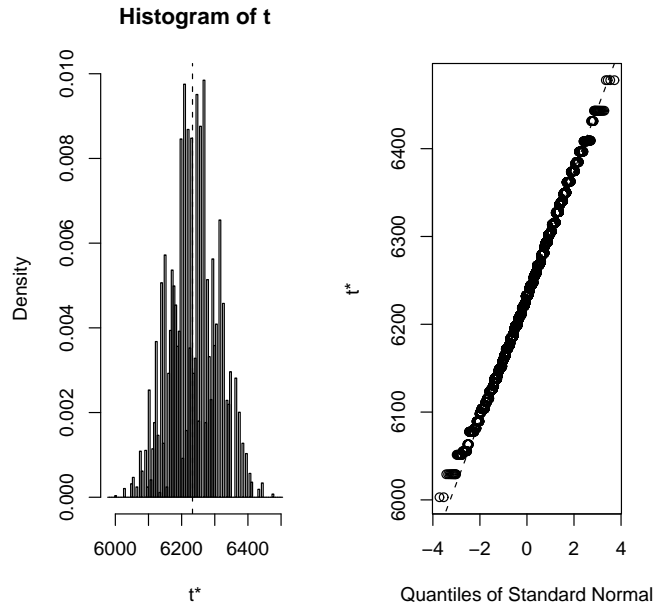 Histogram of t
Density
0.000 0.002 0.004 0.006 0.008 0.010
6000 6200 6400
t*
t*
6000 6100 6200 6300 6400
−4 −2 0 2 4
Quantiles of Standard Normal